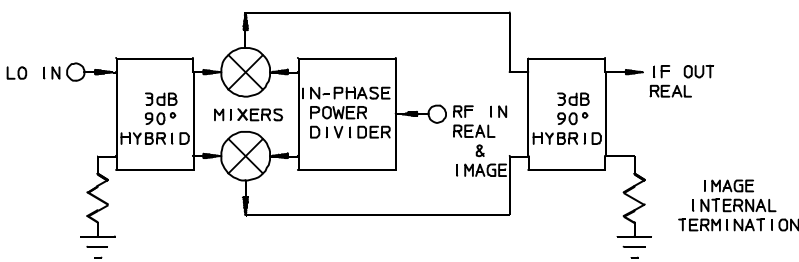 LO IN
3dB
90°
HYBRID
MIXERS
IN-PHASE
POWER
DIVIDER
RF IN
REAL
&
IMAGE
3dB
90°
HYBRID
IF OUT
REAL
IMAGE
INTERNAL
TERMINATION